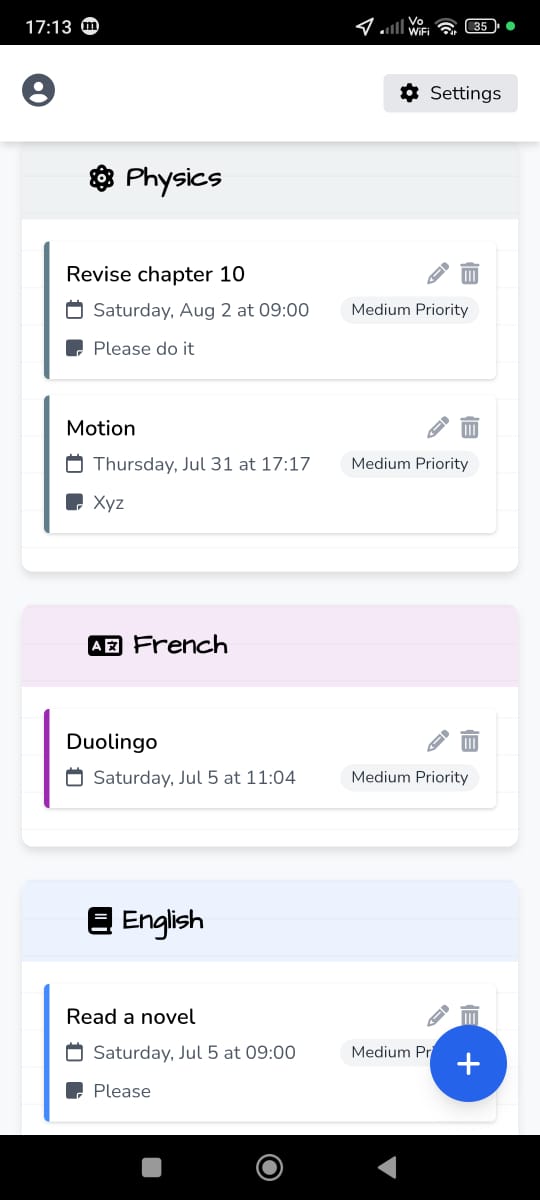 17:13
Vo
WiFi
35
Settings
Physics
Revise chapter 10
Saturday, Aug 2 at 09:00
Medium Priority
Please do it
Motion
Thursday, Jul 31 at 17:17
Medium Priority
Xyz
French
Duolingo
Saturday, Jul 5 at 11:04
Medium Priority
English
Read a novel
Saturday, Jul 5 at 09:00
Medium Pri
Please